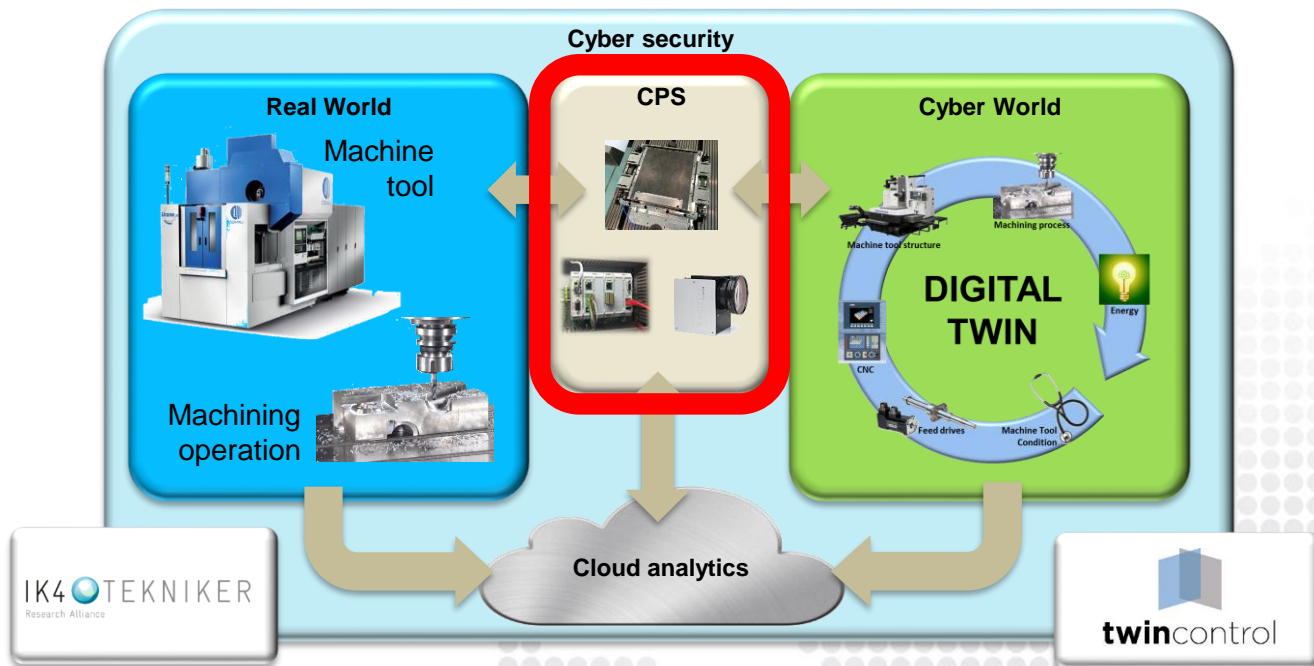 Cyber security
Real World
Machine
tool
Machining
operation
CPS
Cyber World
Machine tool structure
Machining process
DIGITAL
TWIN
Energy
CNC
Feed drives
Machine Tool
Condition
Cloud analytics
IK4 TEKNIKER
Research Alliance
twincontrol